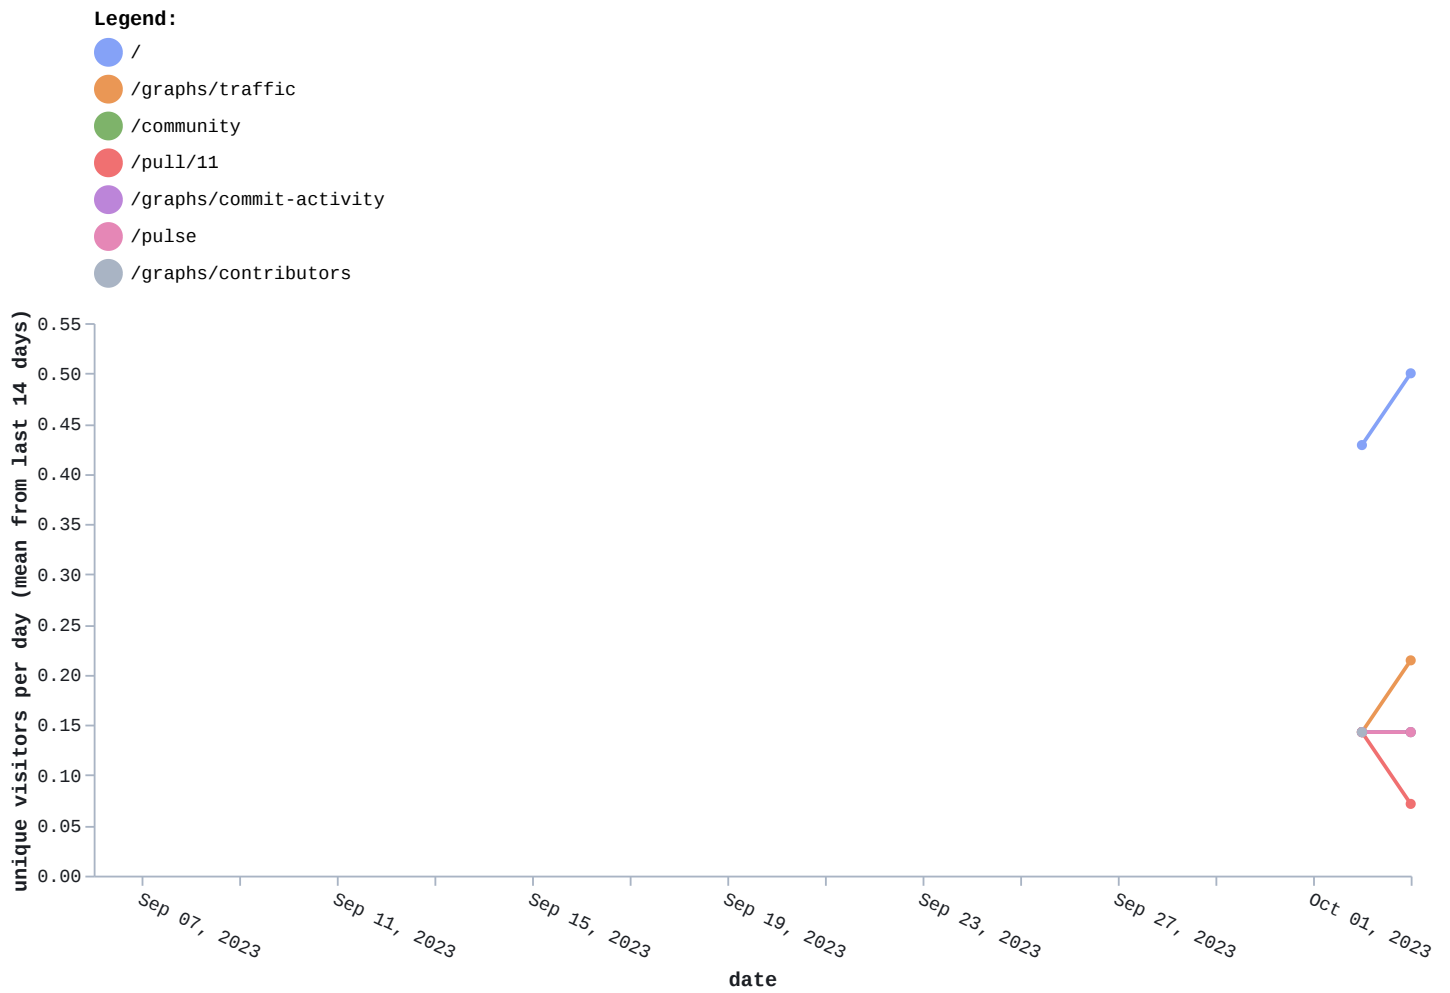 Legend:
/
/graphs/traffic
/community
/pull/11
/graphs/commit-activity
/pulse
/graphs/contributors
unique visitors per day (mean from last 14 days)
0.55
0.50
0.45
0.40
0.35
0.30
0.25
0.20
0.15
0.10
0.05
0.00
Sep 07, 2023
Sep 11, 2023
Sep 15, 2023
Sep 19, 2023
Sep 23, 2023
Sep 27, 2023
Oct 01, 2023
date